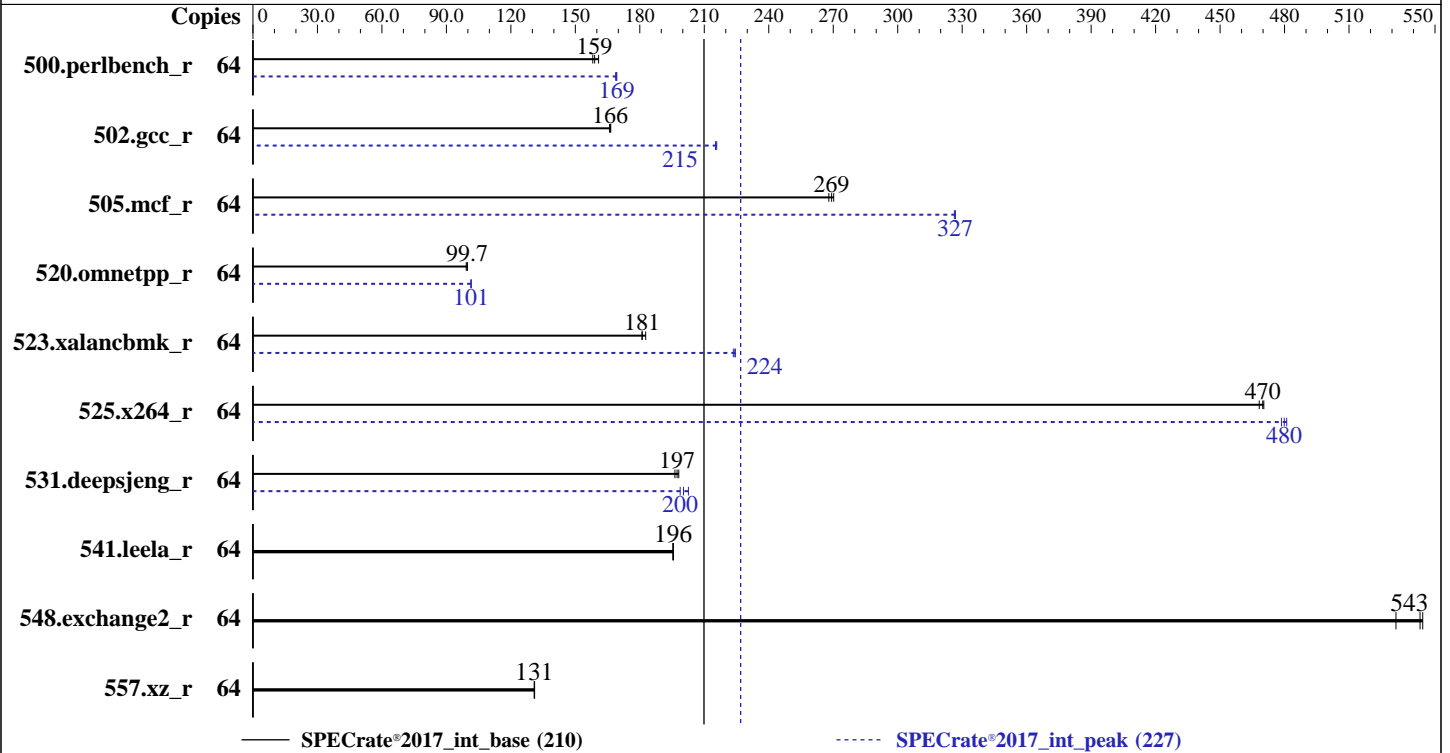 Copies 0 30.0 60.0 90.0 120 150 180 210 240 270 300 330 360 390 420 450 480 510 550
500.perlbench_r 64 159
169
502.gcc_r 64 166
215
505.mcf_r 64 269
327
520.omnetpp_r 64 99.7
101
523.xalancbmk_r 64 181
224
525.x264_r 64 470
480
531.deepsjeng_r 64 197
200
541.leela_r 64 196
548.exchange2_r 64 543
557.xz_r 64 131
SPECrate®2017_int_base (210) SPECrate®2017_int_peak (227)